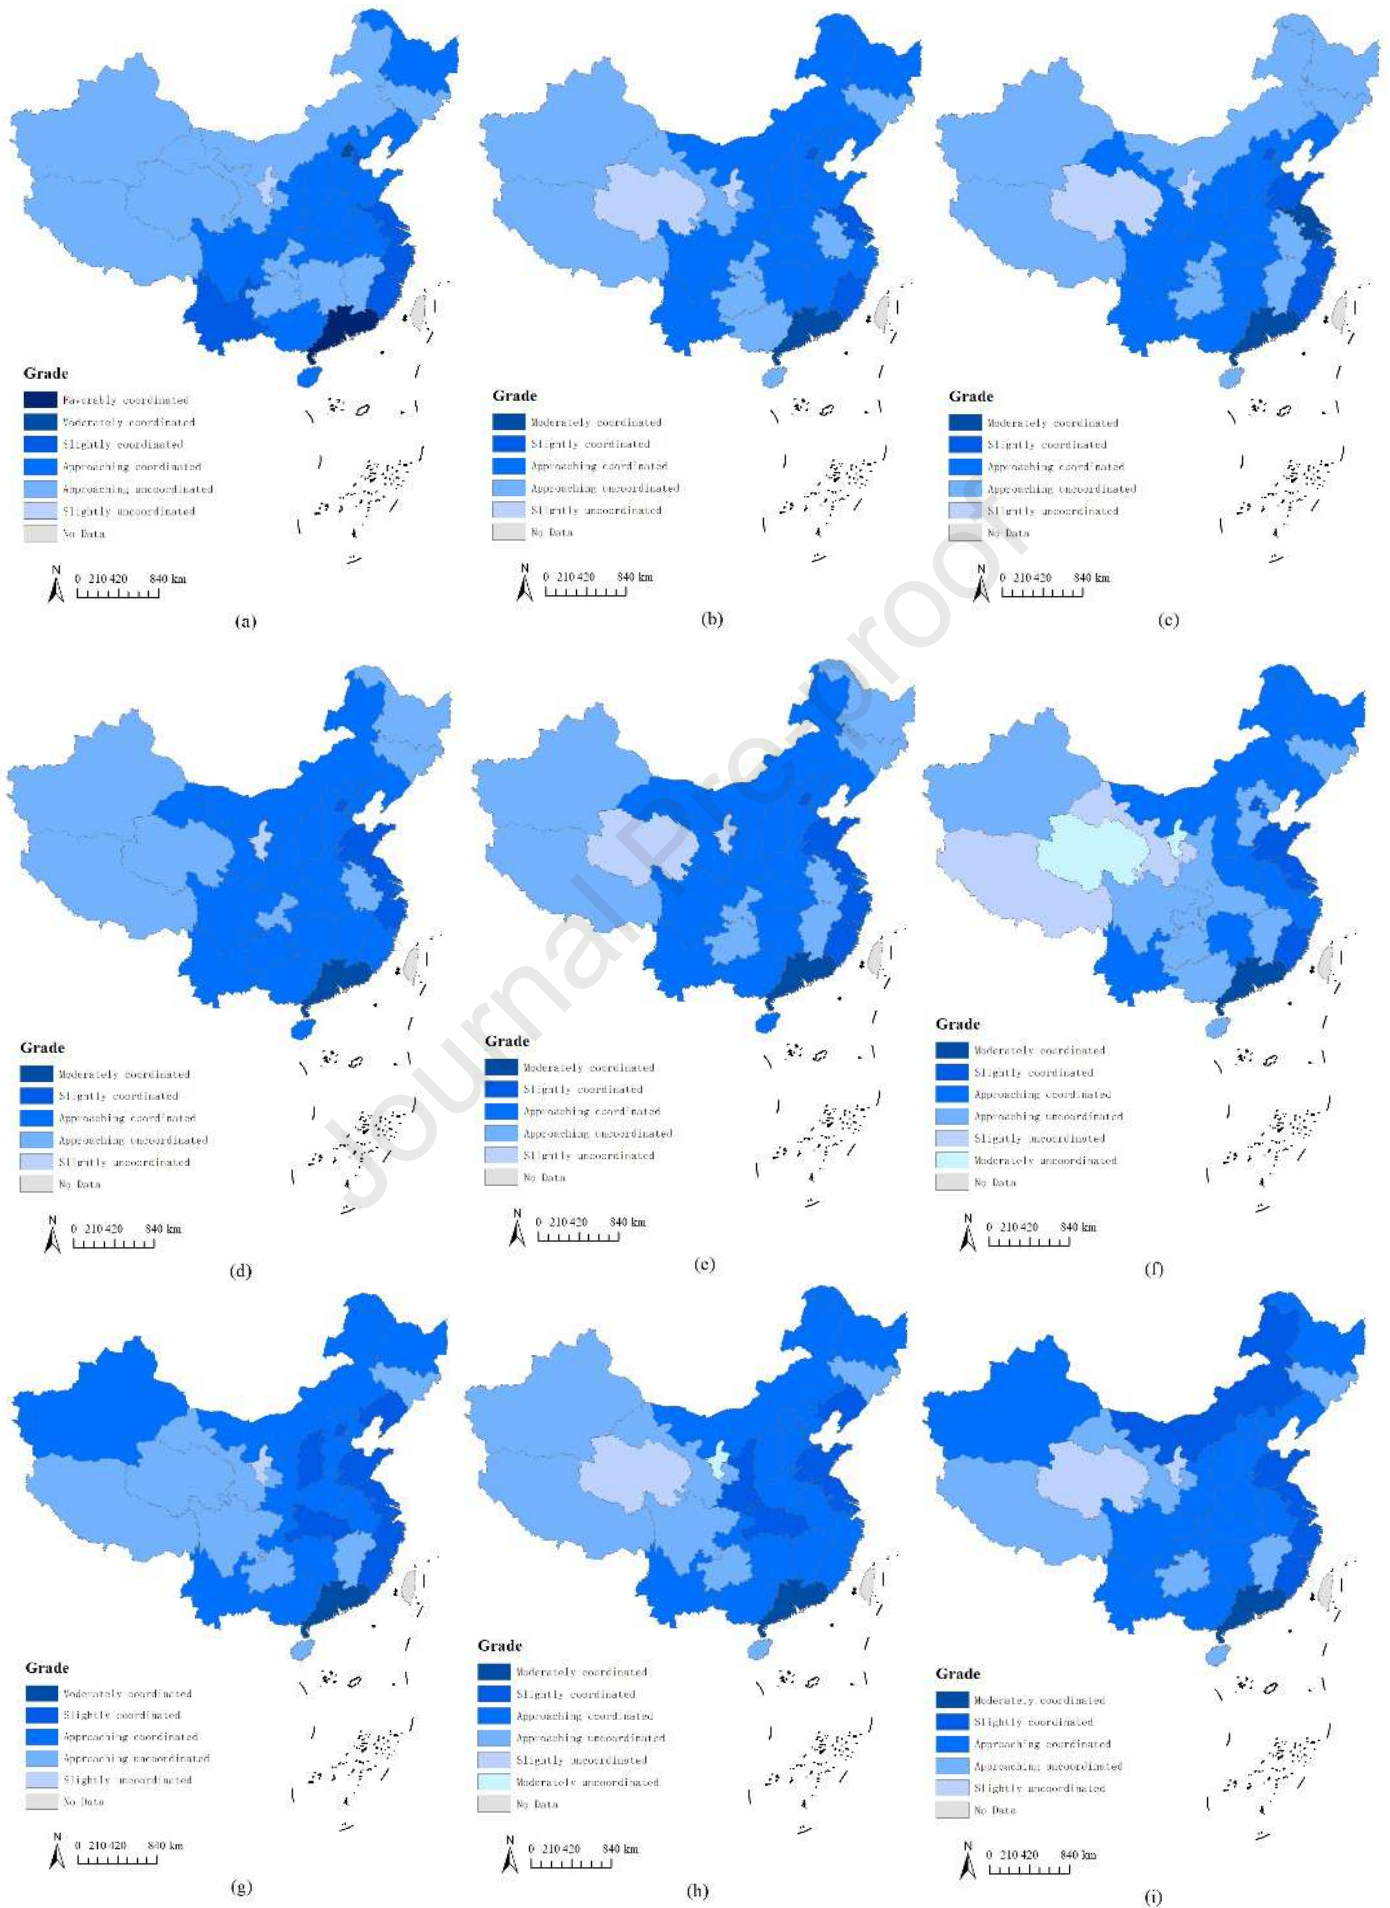 Grade
Favorably coordinated
Moderately coordinated
Slightly coordinated
Approaching coordinated
Approaching uncoordinated
Slightly uncoordinated
No Data
N
0 210 420 840 km
(a)
Grade
Moderately coordinated
Slightly coordinated
Approaching coordinated
Approaching uncoordinated
Slightly uncoordinated
No Data
N
0 210 420 840 km
(b)
Grade
Moderately coordinated
Slightly coordinated
Approaching coordinated
Approaching uncoordinated
Slightly uncoordinated
No Data
N
0 210 420 840 km
(c)
Grade
Moderately coordinated
Slightly coordinated
Approaching coordinated
Approaching uncoordinated
Slightly uncoordinated
No Data
N
0 210 420 840 km
(d)
Grade
Moderately coordinated
Slightly coordinated
Approaching coordinated
Approaching uncoordinated
Slightly uncoordinated
No Data
N
0 210 420 840 km
(e)
Grade
Moderately coordinated
Slightly coordinated
Approaching coordinated
Approaching uncoordinated
Slightly uncoordinated
Moderately uncoordinated
No Data
N
0 210 420 840 km
(f)
Grade
Moderately coordinated
Slightly coordinated
Approaching coordinated
Approaching uncoordinated
Slightly uncoordinated
No Data
N
0 210 420 840 km
(g)
Grade
Moderately coordinated
Slightly coordinated
Approaching coordinated
Approaching uncoordinated
Slightly uncoordinated
Moderately uncoordinated
No Data
N
0 210 420 840 km
(h)
Grade
Moderately coordinated
Slightly coordinated
Approaching coordinated
Approaching uncoordinated
Slightly uncoordinated
No Data
N
0 210 420 840 km
(i)
Journal Pre-proof